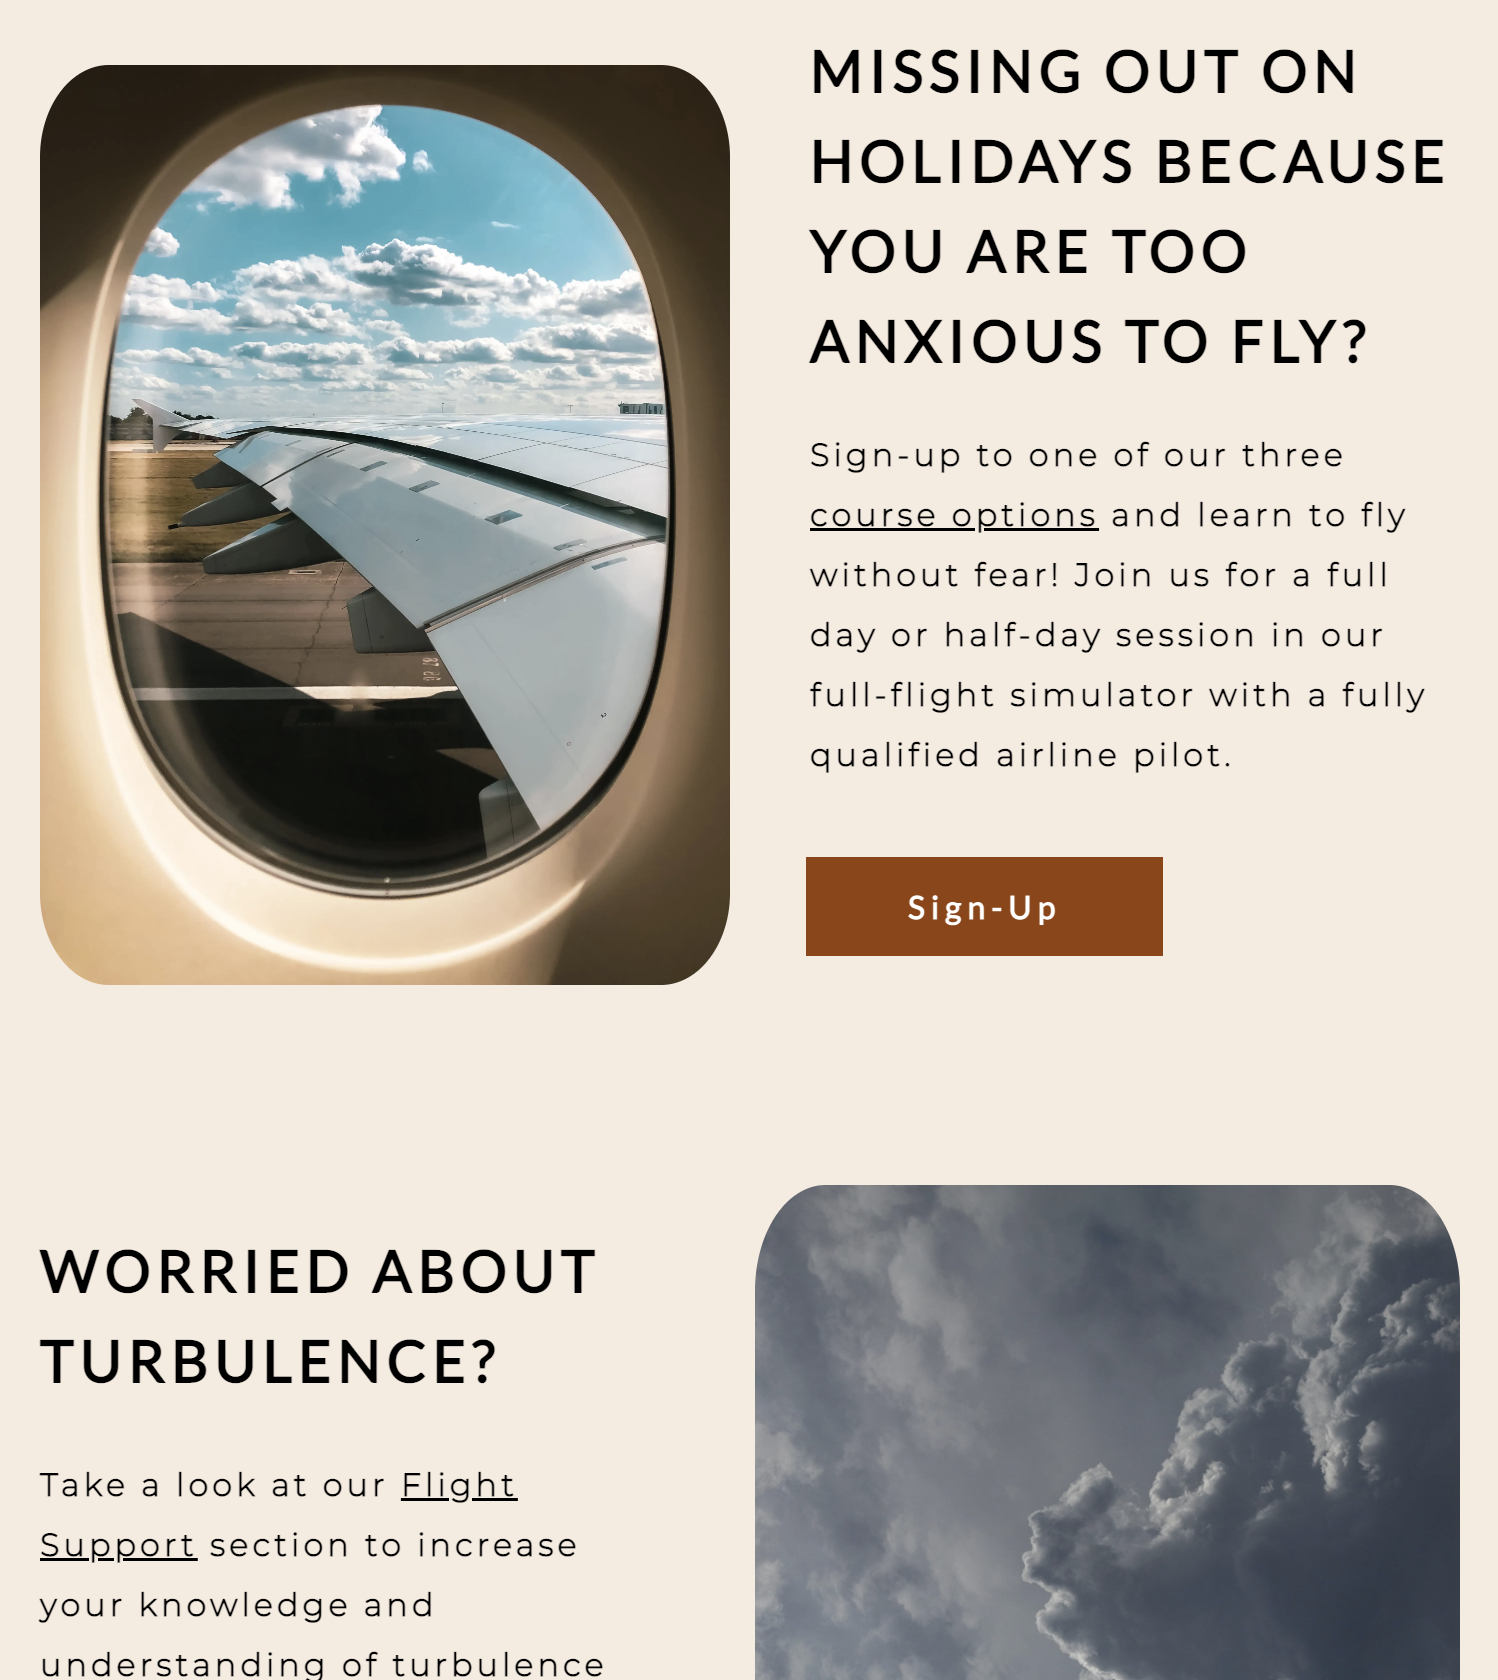 MISSING OUT ON
HOLIDAYS BECAUSE
YOU ARE TOO
ANXIOUS TO FLY?
Sign-up to one of our three
course options and learn to fly
without fear! Join us for a full
day or half-day session in our
full-flight simulator with a fully
qualified airline pilot.
Sign-Up
WORRIED ABOUT
TURBULENCE?
Take a look at our Flight
Support section to increase
your knowledge and
understanding of turbulence